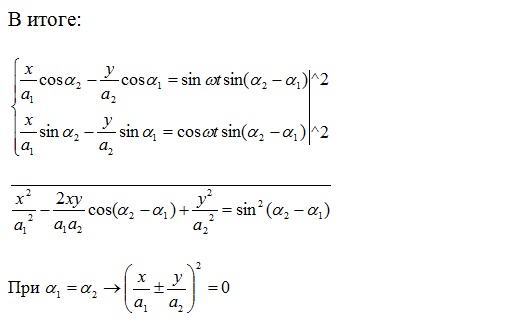 В итоге:
{ x/a₁ cosα₂ − y/a₂ cosα₁ = sin ωt sin(α₂ − α₁)|^2
x/a₁ sinα₂ − y/a₂ sinα₁ = cosωt sin(α₂ − α₁)|^2
x²/a₁² − 2xy/a₁a₂ cos(α₂ − α₁) + y²/a₂² = sin²(α₂ − α₁)
При α₁ = α₂ → (x/a₁ ± y/a₂)² = 0